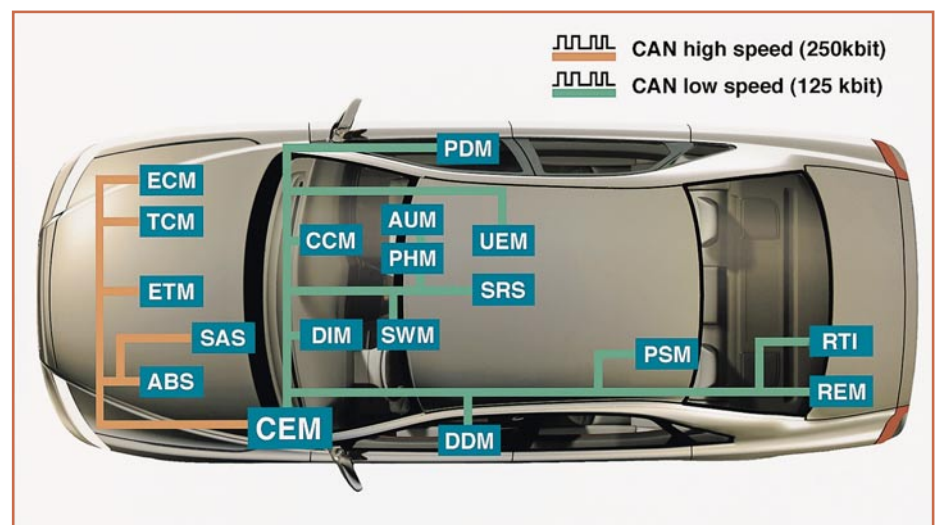 CAN high speed (250kbit)
CAN low speed (125 kbit)
PDM
ECM
TCM
AUM
CCM
UEM
PHM
ETM
SRS
SAS
DIM
SWM
PSM
RTI
ABS
REM
CEM
DDM